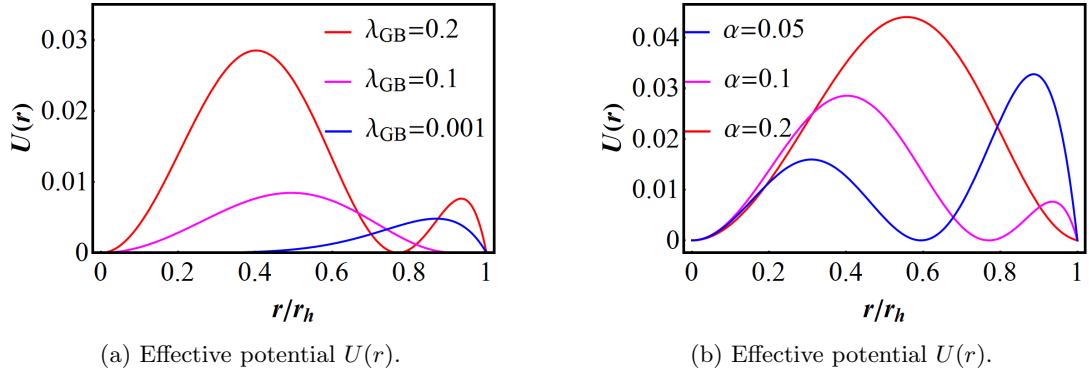 0.03
0.02
0.01
0
U(r)
λGB=0.2
λGB=0.1
λGB=0.001
0 0.2 0.4 0.6 0.8 1
r/rh
(a) Effective potential U(r).
0.04
0.03
0.02
0.01
0
U(r)
α=0.05
α=0.1
α=0.2
0 0.2 0.4 0.6 0.8 1
r/rh
(b) Effective potential U(r).